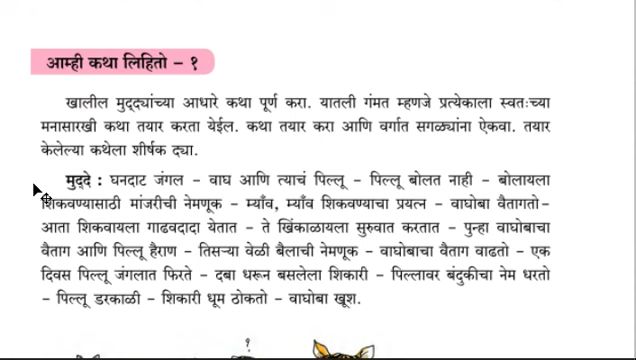 आम्ही कथा लिहितो - १
खालील मुद्द्यांच्या आधारे कथा पूर्ण करा. यातली गंमत म्हणजे प्रत्येकाला स्वतःच्या
मनासारखी कथा तयार करता येईल. कथा तयार करा आणि वर्गात सगळ्यांना ऐकवा. तयार
केलेल्या कथेला शीर्षक द्या.
मुद्दे : घनदाट जंगल - वाघ आणि त्याचं पिल्लू - पिल्लू बोलत नाही - बोलायला
शिकवण्यासाठी मांजरीची नेमणूक - म्याँव, म्याँव शिकवण्याचा प्रयत्न - वाघोबा वैतागतो-
आता शिकवायला गाढवदादा येतात - ते खिंकाळायला सुरुवात करतात - पुन्हा वाघोबाचा
वैताग आणि पिल्लू हैराण - तिसऱ्या वेळी बैलाची नेमणूक - वाघोबाचा वैताग वाढतो - एक
दिवस पिल्लू जंगलात फिरते - दबा धरून बसलेला शिकारी - पिल्लावर बंदुकीचा नेम धरतो
- पिल्लू डरकाळी - शिकारी धूम ठोकतो - वाघोबा खूश.
१